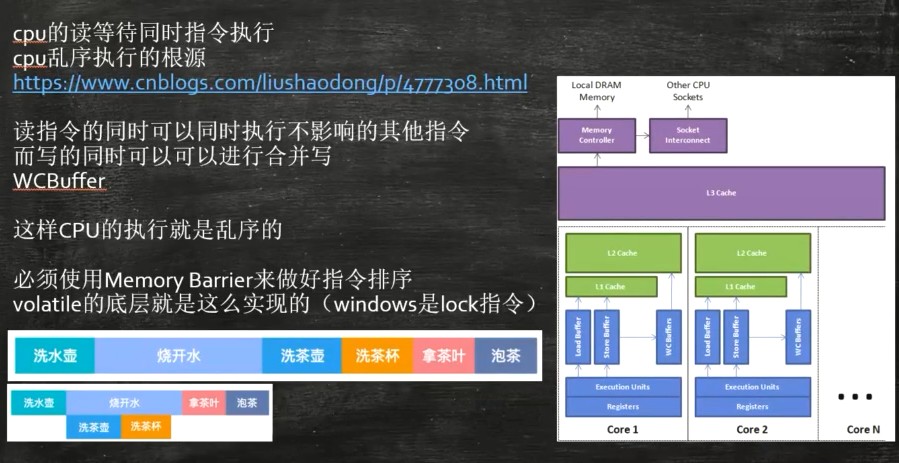 cpu的读等待同时指令执行
cpu乱序执行的根源
https://www.cnblogs.com/liushaodong/p/4777308.html
读指令的同时可以同时执行不影响的其他指令
而写的同时可以可以进行合并写
WCBuffer
这样CPU的执行就是乱序的
必须使用Memory Barrier来做好指令排序
volatile的底层就是这么实现的（windows是lock指令）
洗水壶 烧开水 洗茶壶 洗茶杯 拿茶叶 泡茶
洗水壶 烧开水 拿茶叶 泡茶
洗茶壶 洗茶杯
Local DRAM Memory
Other CPU Sockets
Memory Controller
Socket Interconnect
L3 Cache
L2 Cache
L2 Cache
L1 Cache
L1 Cache
Load Buffer
Store Buffer
WC Buffers
Load Buffer
Store Buffer
WC Buffers
Execution Units
Execution Units
Registers
Registers
Core 1
Core 2
Core N